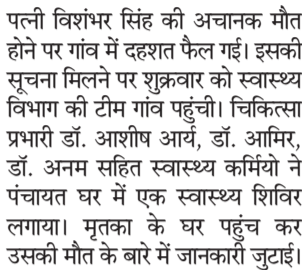 पत्नी विशंभर सिंह की अचानक मौत
होने पर गांव में दहशत फैल गई। इसकी
सूचना मिलने पर शुक्रवार को स्वास्थ्य
विभाग की टीम गांव पहुंची। चिकित्सा
प्रभारी डॉ. आशीष आर्य, डॉ. आमिर,
डॉ. अनम सहित स्वास्थ्य कर्मियो ने
पंचायत घर में एक स्वास्थ्य शिविर
लगाया। मृतका के घर पहुंच कर
उसकी मौत के बारे में जानकारी जुटाई।